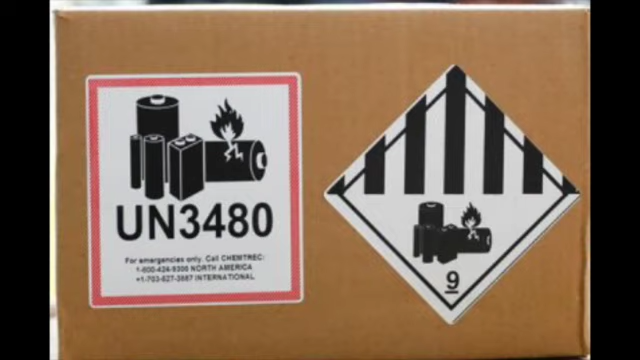 UN3480
For emergencies only. Call CHEMTREC:
1-800-424-9300 NORTH AMERICA
+1-703-527-3887 INTERNATIONAL
9